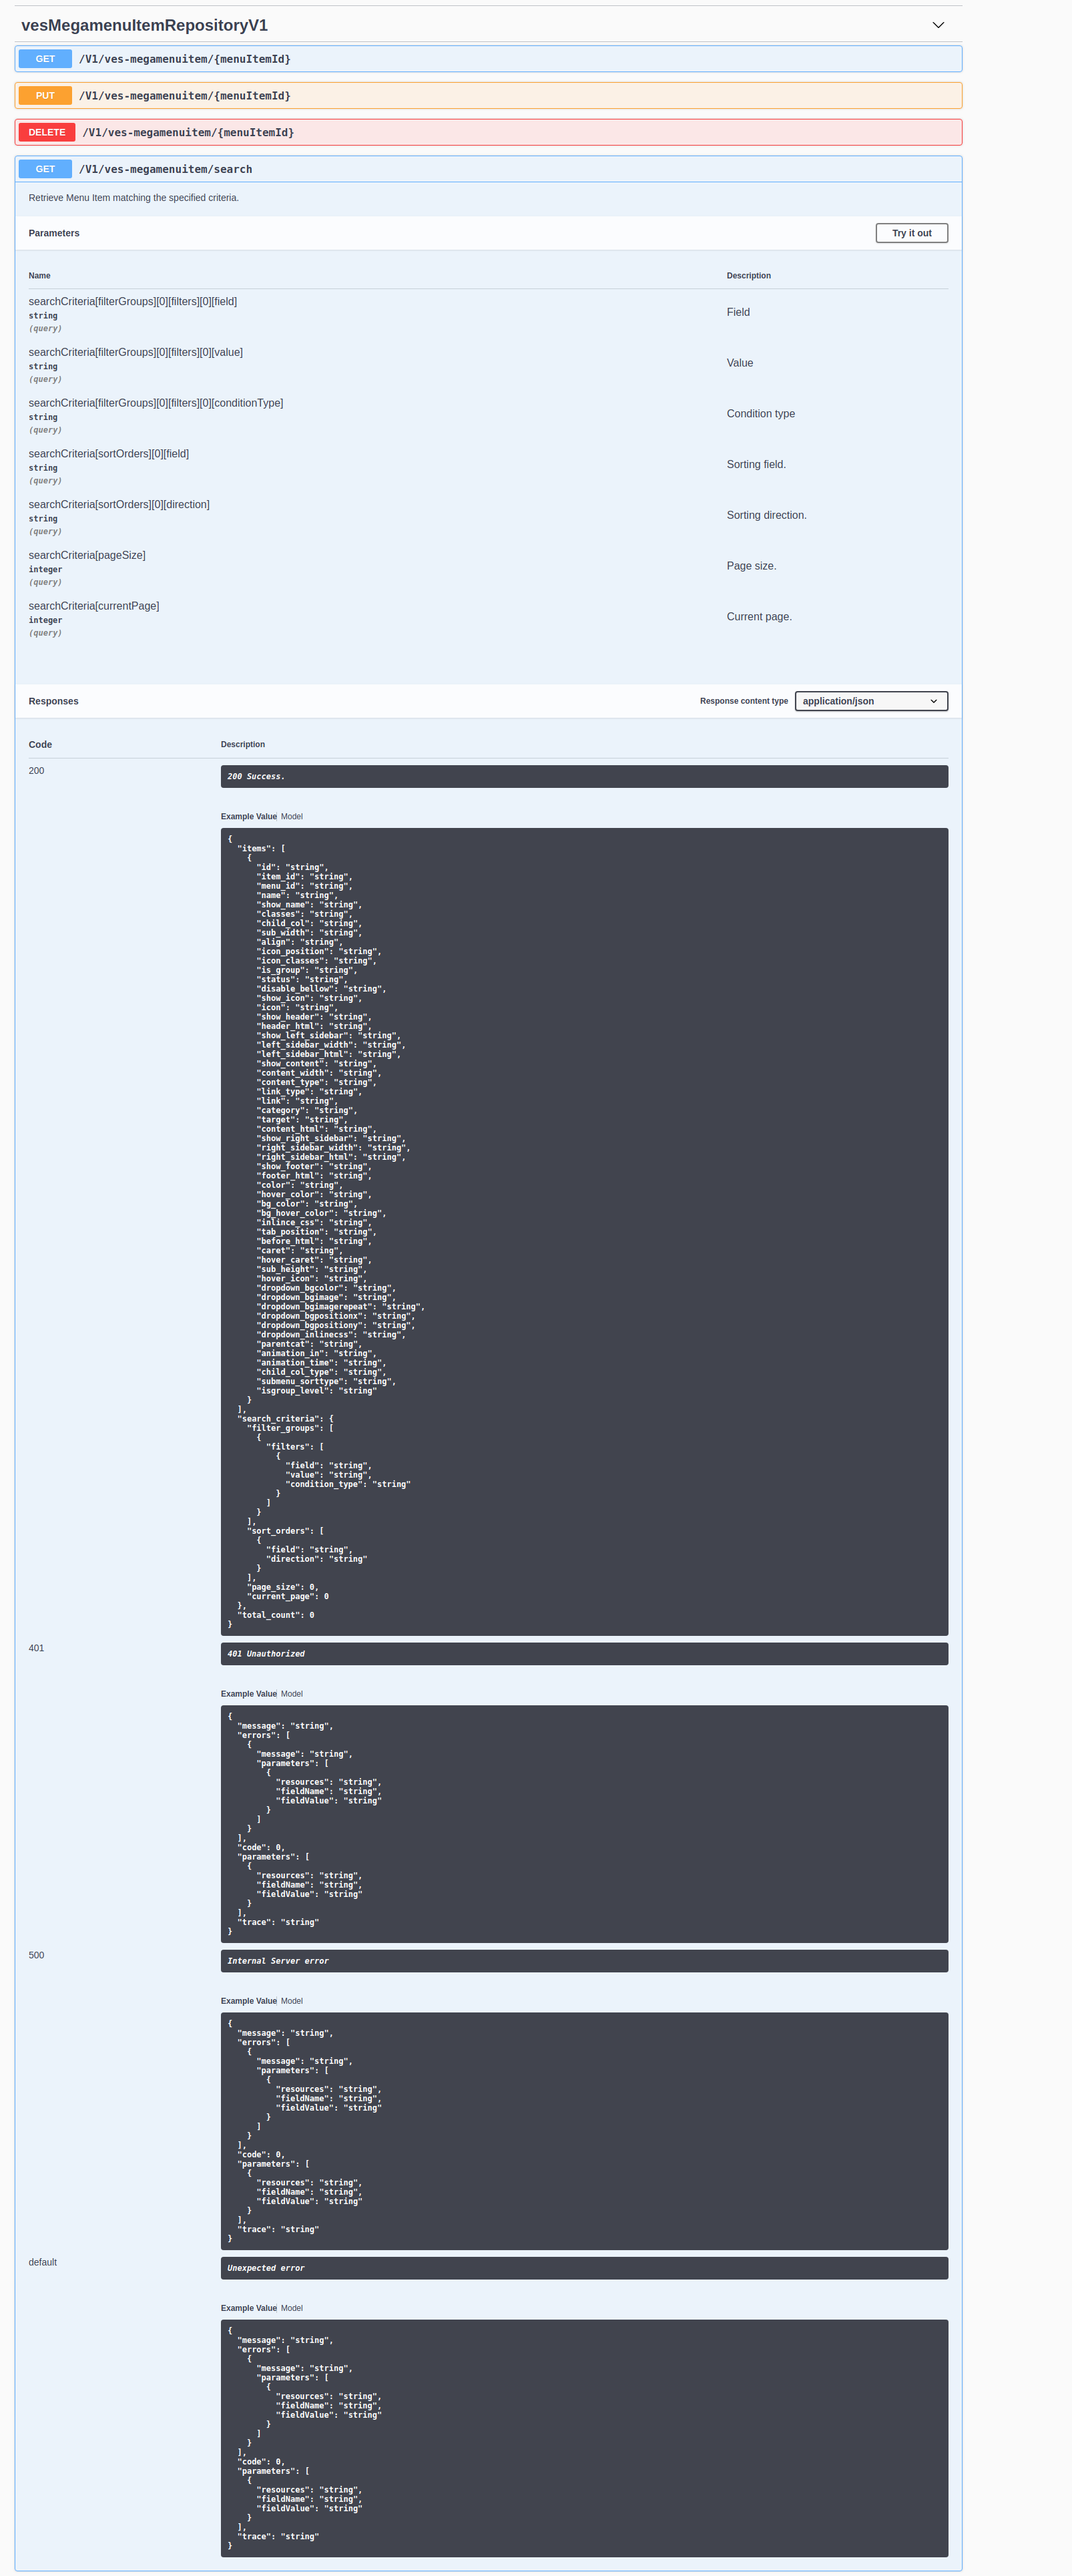 vesMegamenuItemRepositoryV1
GET /V1/ves-megamenuitem/{menuItemId}
PUT /V1/ves-megamenuitem/{menuItemId}
DELETE /V1/ves-megamenuitem/{menuItemId}
GET /V1/ves-megamenuitem/search
Retrieve Menu Item matching the specified criteria.
Parameters Try it out
Name Description
searchCriteria[filterGroups][0][filters][0][field]
string
(query)
Field
searchCriteria[filterGroups][0][filters][0][value]
string
(query)
Value
searchCriteria[filterGroups][0][filters][0][conditionType]
string
(query)
Condition type
searchCriteria[sortOrders][0][field]
string
(query)
Sorting field.
searchCriteria[sortOrders][0][direction]
string
(query)
Sorting direction.
searchCriteria[pageSize]
integer
(query)
Page size.
searchCriteria[currentPage]
integer
(query)
Current page.
Responses Response content type application/json
Code Description
200
200 Success.
Example Value Model
{
  "items": [
    {
      "id": "string",
      "item_id": "string",
      "menu_id": "string",
      "name": "string",
      "show_name": "string",
      "classes": "string",
      "child_col": "string",
      "sub_width": "string",
      "align": "string",
      "icon_position": "string",
      "icon_classes": "string",
      "is_group": "string",
      "status": "string",
      "disable_bellow": "string",
      "show_icon": "string",
      "icon": "string",
      "show_header": "string",
      "header_html": "string",
      "show_left_sidebar": "string",
      "left_sidebar_width": "string",
      "left_sidebar_html": "string",
      "show_content": "string",
      "content_width": "string",
      "content_type": "string",
      "link_type": "string",
      "link": "string",
      "category": "string",
      "target": "string",
      "content_html": "string",
      "show_right_sidebar": "string",
      "right_sidebar_width": "string",
      "right_sidebar_html": "string",
      "show_footer": "string",
      "footer_html": "string",
      "color": "string",
      "hover_color": "string",
      "bg_color": "string",
      "bg_hover_color": "string",
      "inlince_css": "string",
      "tab_position": "string",
      "before_html": "string",
      "caret": "string",
      "hover_caret": "string",
      "sub_height": "string",
      "hover_icon": "string",
      "dropdown_bgcolor": "string",
      "dropdown_bgimage": "string",
      "dropdown_bgimagerepeat": "string",
      "dropdown_bgpositionx": "string",
      "dropdown_bgpositiony": "string",
      "dropdown_inlinecss": "string",
      "parentcat": "string",
      "animation_in": "string",
      "animation_time": "string",
      "child_col_type": "string",
      "submenu_sorttype": "string",
      "isgroup_level": "string"
    }
  ],
  "search_criteria": {
    "filter_groups": [
      {
        "filters": [
          {
            "field": "string",
            "value": "string",
            "condition_type": "string"
          }
        ]
      }
    ],
    "sort_orders": [
      {
        "field": "string",
        "direction": "string"
      }
    ],
    "page_size": 0,
    "current_page": 0
  },
  "total_count": 0
}
401
401 Unauthorized
Example Value Model
{
  "message": "string",
  "errors": [
    {
      "message": "string",
      "parameters": [
        {
          "resources": "string",
          "fieldName": "string",
          "fieldValue": "string"
        }
      ]
    }
  ],
  "code": 0,
  "parameters": [
    {
      "resources": "string",
      "fieldName": "string",
      "fieldValue": "string"
    }
  ],
  "trace": "string"
}
500
Internal Server error
Example Value Model
{
  "message": "string",
  "errors": [
    {
      "message": "string",
      "parameters": [
        {
          "resources": "string",
          "fieldName": "string",
          "fieldValue": "string"
        }
      ]
    }
  ],
  "code": 0,
  "parameters": [
    {
      "resources": "string",
      "fieldName": "string",
      "fieldValue": "string"
    }
  ],
  "trace": "string"
}
default
Unexpected error
Example Value Model
{
  "message": "string",
  "errors": [
    {
      "message": "string",
      "parameters": [
        {
          "resources": "string",
          "fieldName": "string",
          "fieldValue": "string"
        }
      ]
    }
  ],
  "code": 0,
  "parameters": [
    {
      "resources": "string",
      "fieldName": "string",
      "fieldValue": "string"
    }
  ],
  "trace": "string"
}